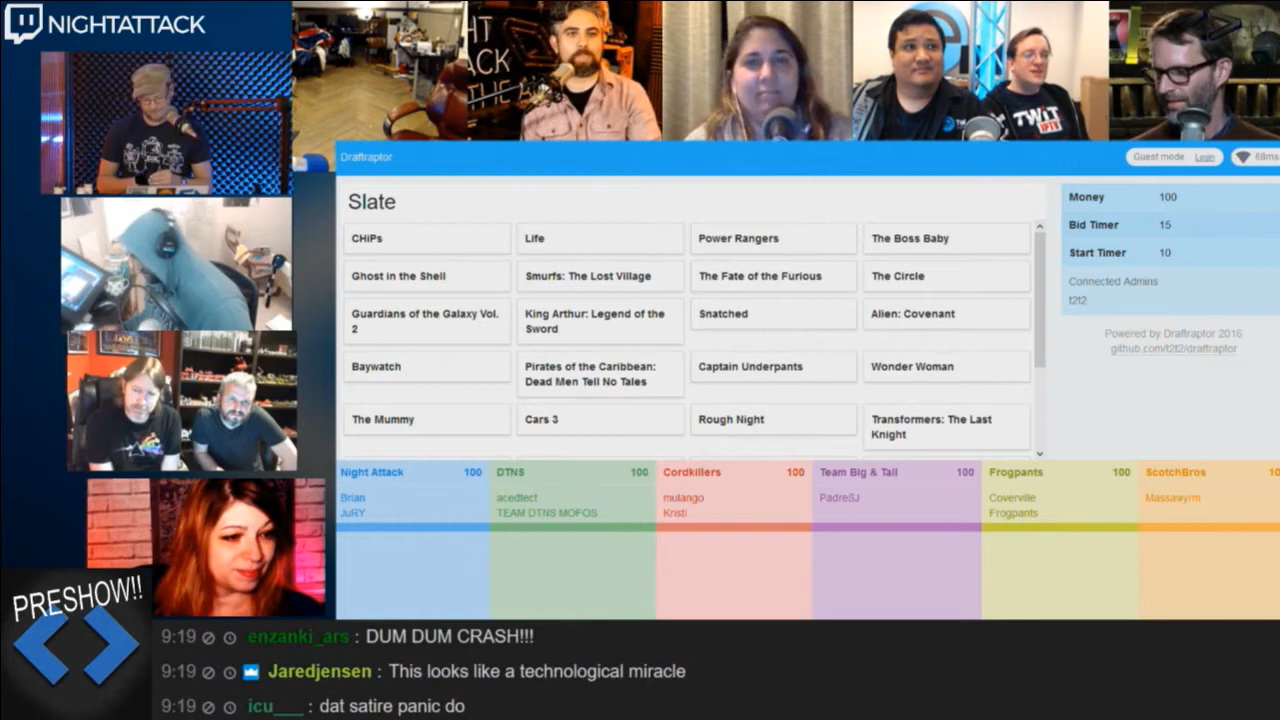 NIGHTATTACK
HT
ACK
THE A
TWiT
IPTV
Draftraptor
Guest mode Login
68ms
Slate
CHiPs
Life
Power Rangers
The Boss Baby
Ghost in the Shell
Smurfs: The Lost Village
The Fate of the Furious
The Circle
Guardians of the Galaxy Vol.
2
King Arthur: Legend of the
Sword
Snatched
Alien: Covenant
Baywatch
Pirates of the Caribbean:
Dead Men Tell No Tales
Captain Underpants
Wonder Woman
The Mummy
Cars 3
Rough Night
Transformers: The Last
Knight
Money 100
Bid Timer 15
Start Timer 10
Connected Admins
t2t2
Powered by Draftraptor 2016
github.com/t2t2/draftraptor
Night Attack 100
Brian
JuRY
DTNS 100
acedtect
TEAM DTNS MOFOS
Cordkillers 100
mulango
Kristi
Team Big & Tall 100
PadreSJ
Frogpants 100
Coverville
Frogpants
ScotchBros 10
Massawyrm
PRESHOW!!
9:19 enzanki_ars : DUM DUM CRASH!!!
9:19 Jaredjensen : This looks like a technological miracle
9:19 icu___ : dat satire panic do